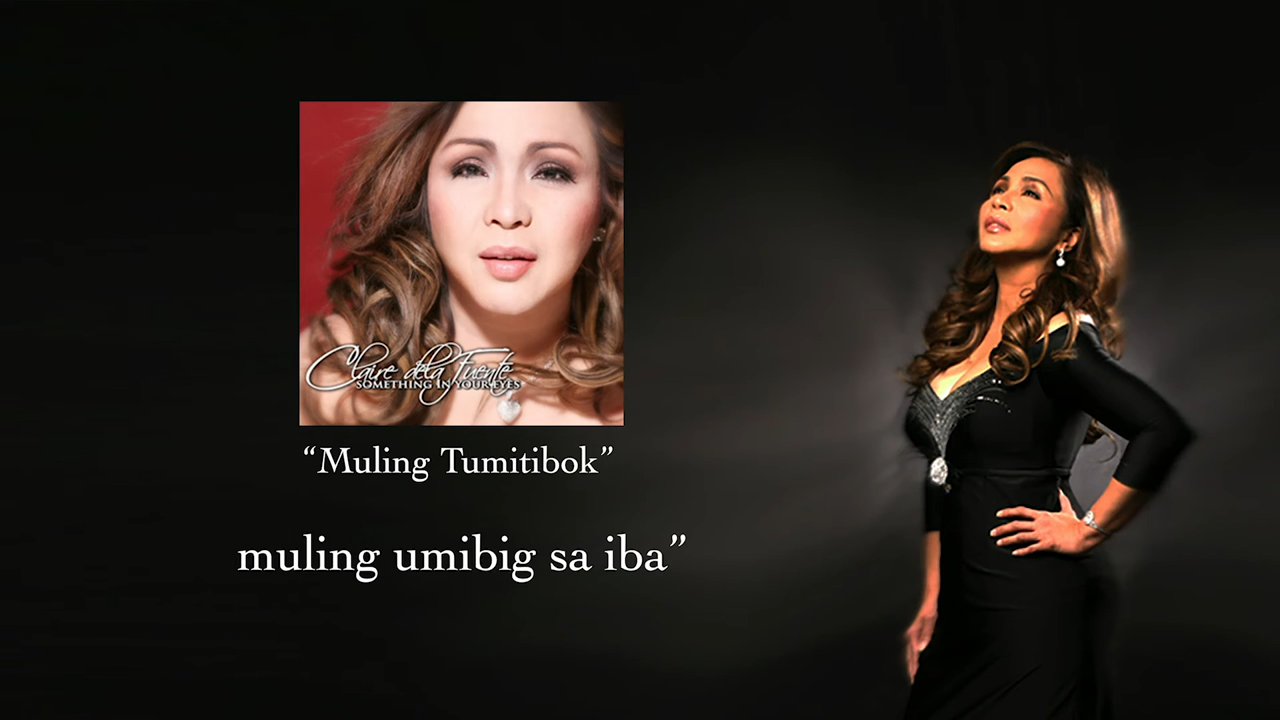 Claire dela Fuente
SOMETHING IN YOUR EYES
“Muling Tumitibok”
muling umibig sa iba”